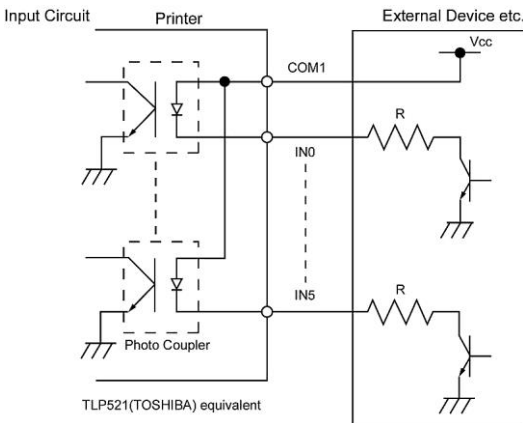 Input Circuit
Printer
External Device etc.
Vcc
COM1
R
IN0
IN5
R
Photo Coupler
TLP521(TOSHIBA) equivalent